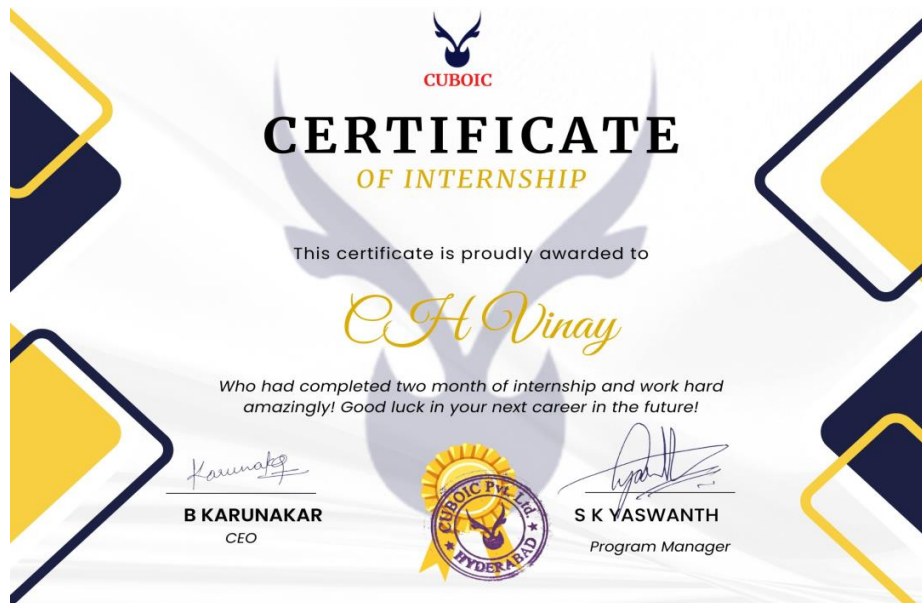 CUBOIC
CERTIFICATE
OF INTERNSHIP
This certificate is proudly awarded to
CH Vinay
Who had completed two month of internship and work hard
amazingly! Good luck in your next career in the future!
Karunakar
B KARUNAKAR
CEO
CUBOIC Pvt. Ltd.
HYDERABAD
S K YASWANTH
Program Manager